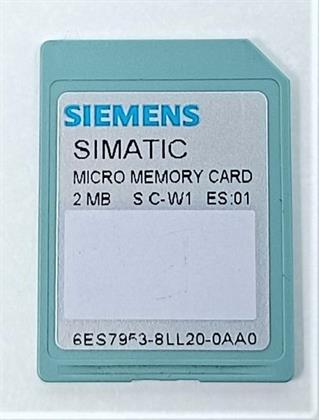 SIEMENS
SIMATIC
MICRO MEMORY CARD
2 MB S C-W1 ES:01
6ES7953-8LL20-0AA0